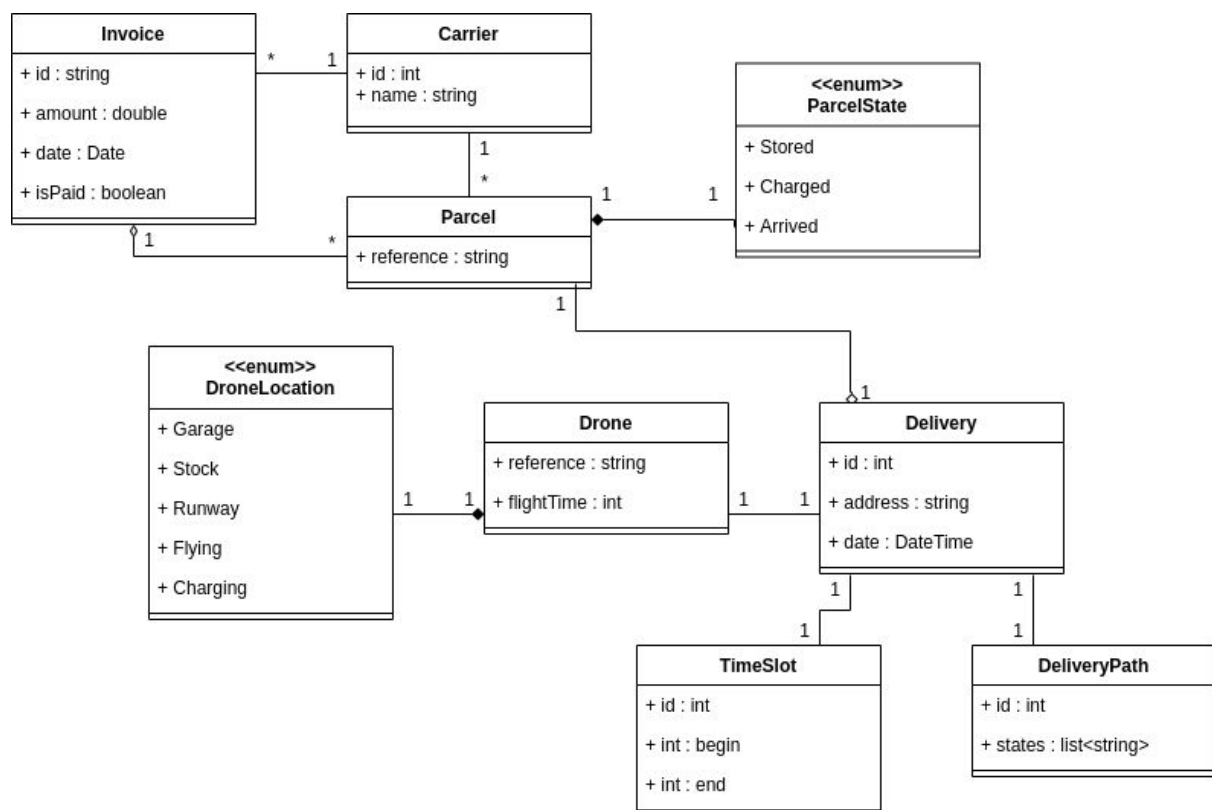 Invoice
+ id : string
+ amount : double
+ date : Date
+ isPaid : boolean
*
1
Carrier
+ id : int
+ name : string
1
*
<<enum>>
ParcelState
+ Stored
+ Charged
+ Arrived
1
*
Parcel
+ reference : string
1
1
1
1
<<enum>>
DroneLocation
+ Garage
+ Stock
+ Runway
+ Flying
+ Charging
1
1
Drone
+ reference : string
+ flightTime : int
1
1
Delivery
+ id : int
+ address : string
+ date : DateTime
1
1
1
1
TimeSlot
+ id : int
+ int : begin
+ int : end
DeliveryPath
+ id : int
+ states : list<string>